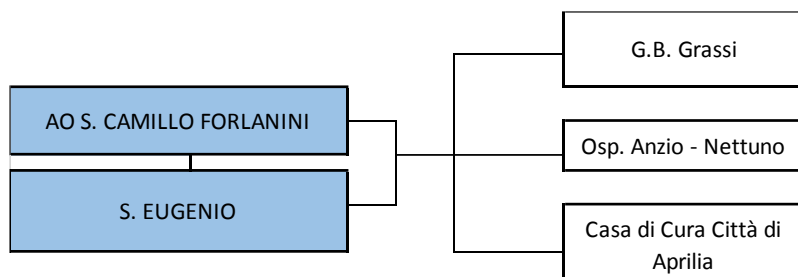 G.B. Grassi
AO S. CAMILLO FORLANINI
Osp. Anzio - Nettuno
S. EUGENIO
Casa di Cura Città di
Aprilia